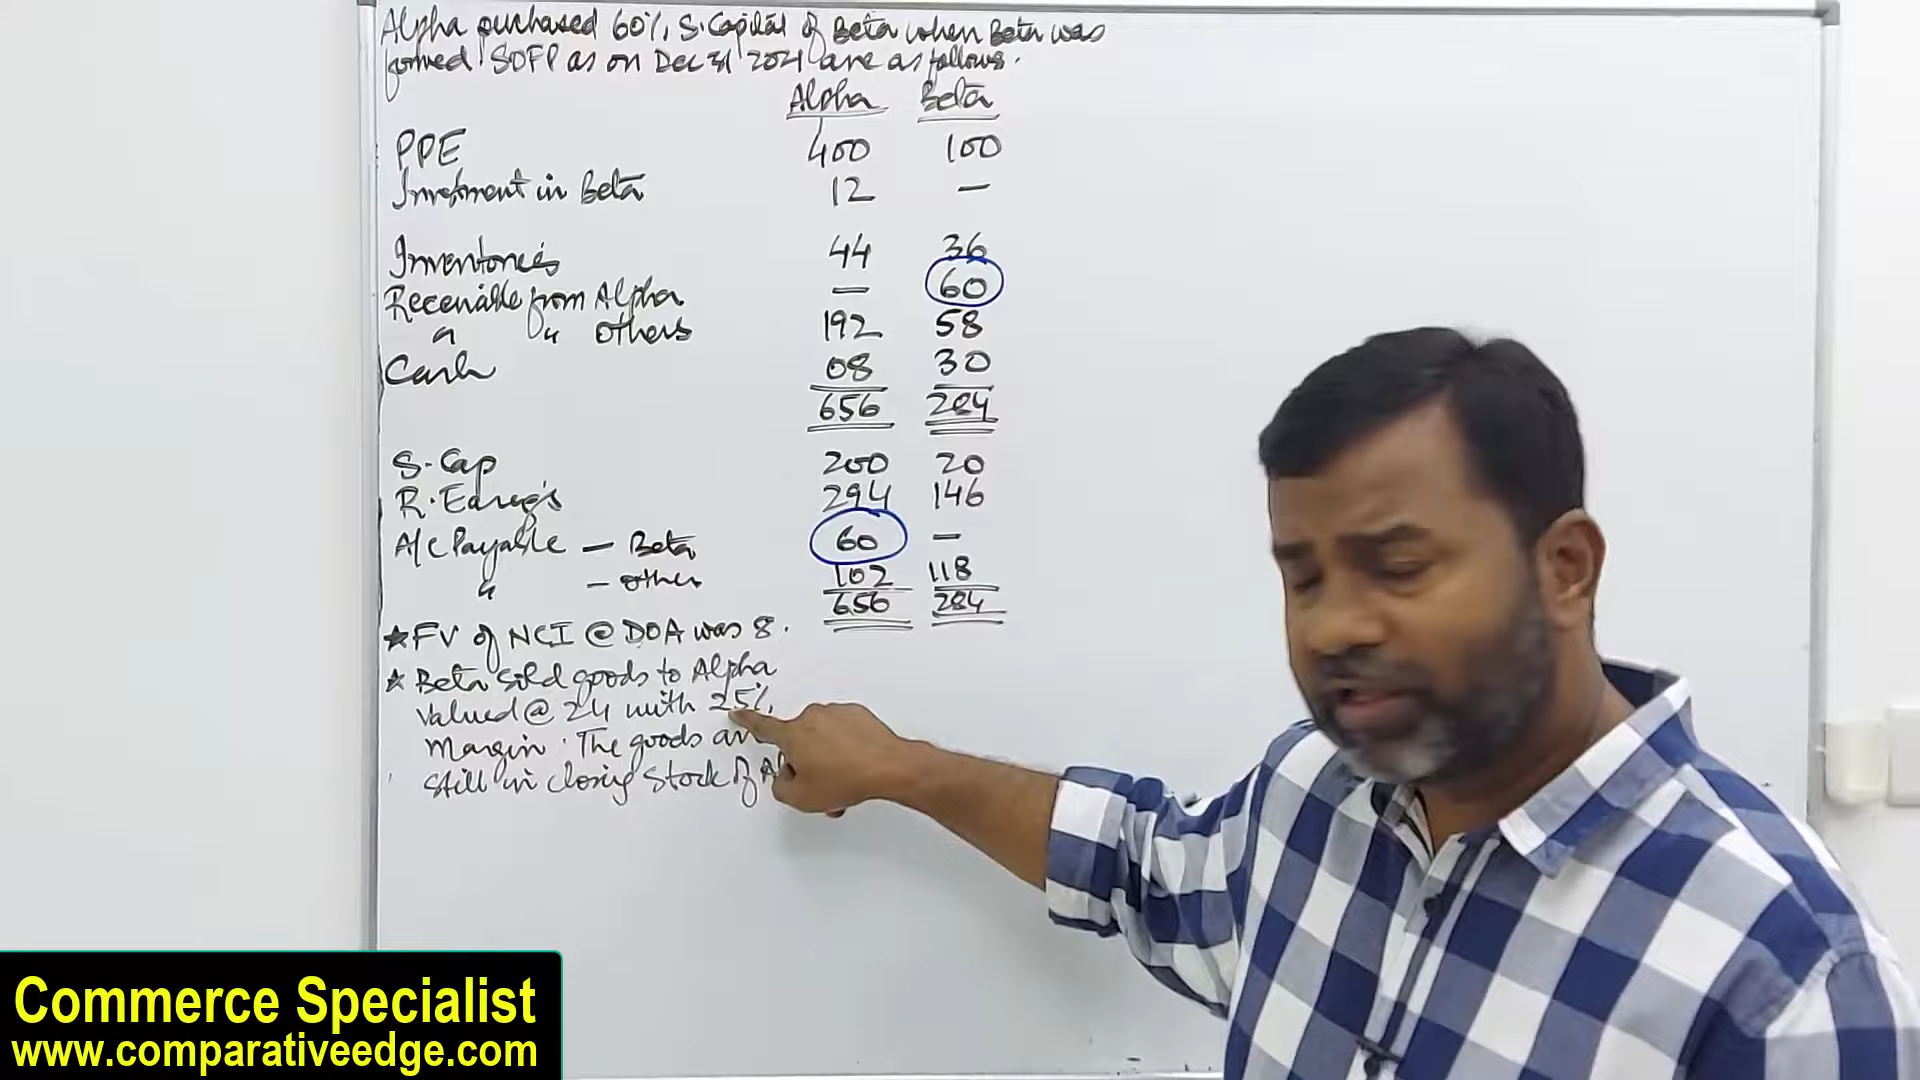 Alpha purchased 60% S.Capital of Beta when Beta was
formed SOFP as on Dec 31 2021 are as follows.
Alpha Beta
PPE 400 100
Investment in Beta 12 —
Inventories 44 36
Receivable from Alpha — 60
" " Others 192 58
Cash 08 30
656 284
S.Cap 200 20
R.Earng's 294 146
A/C Payable — Beta 60 —
" — other 102 118
656 284
★ FV of NCI @ DOA was 8.
★ Beta sold goods to Alpha
valued @ 24 with 25%
Margin. The goods are
still in closing stock of
Commerce Specialist
www.comparativeedge.com